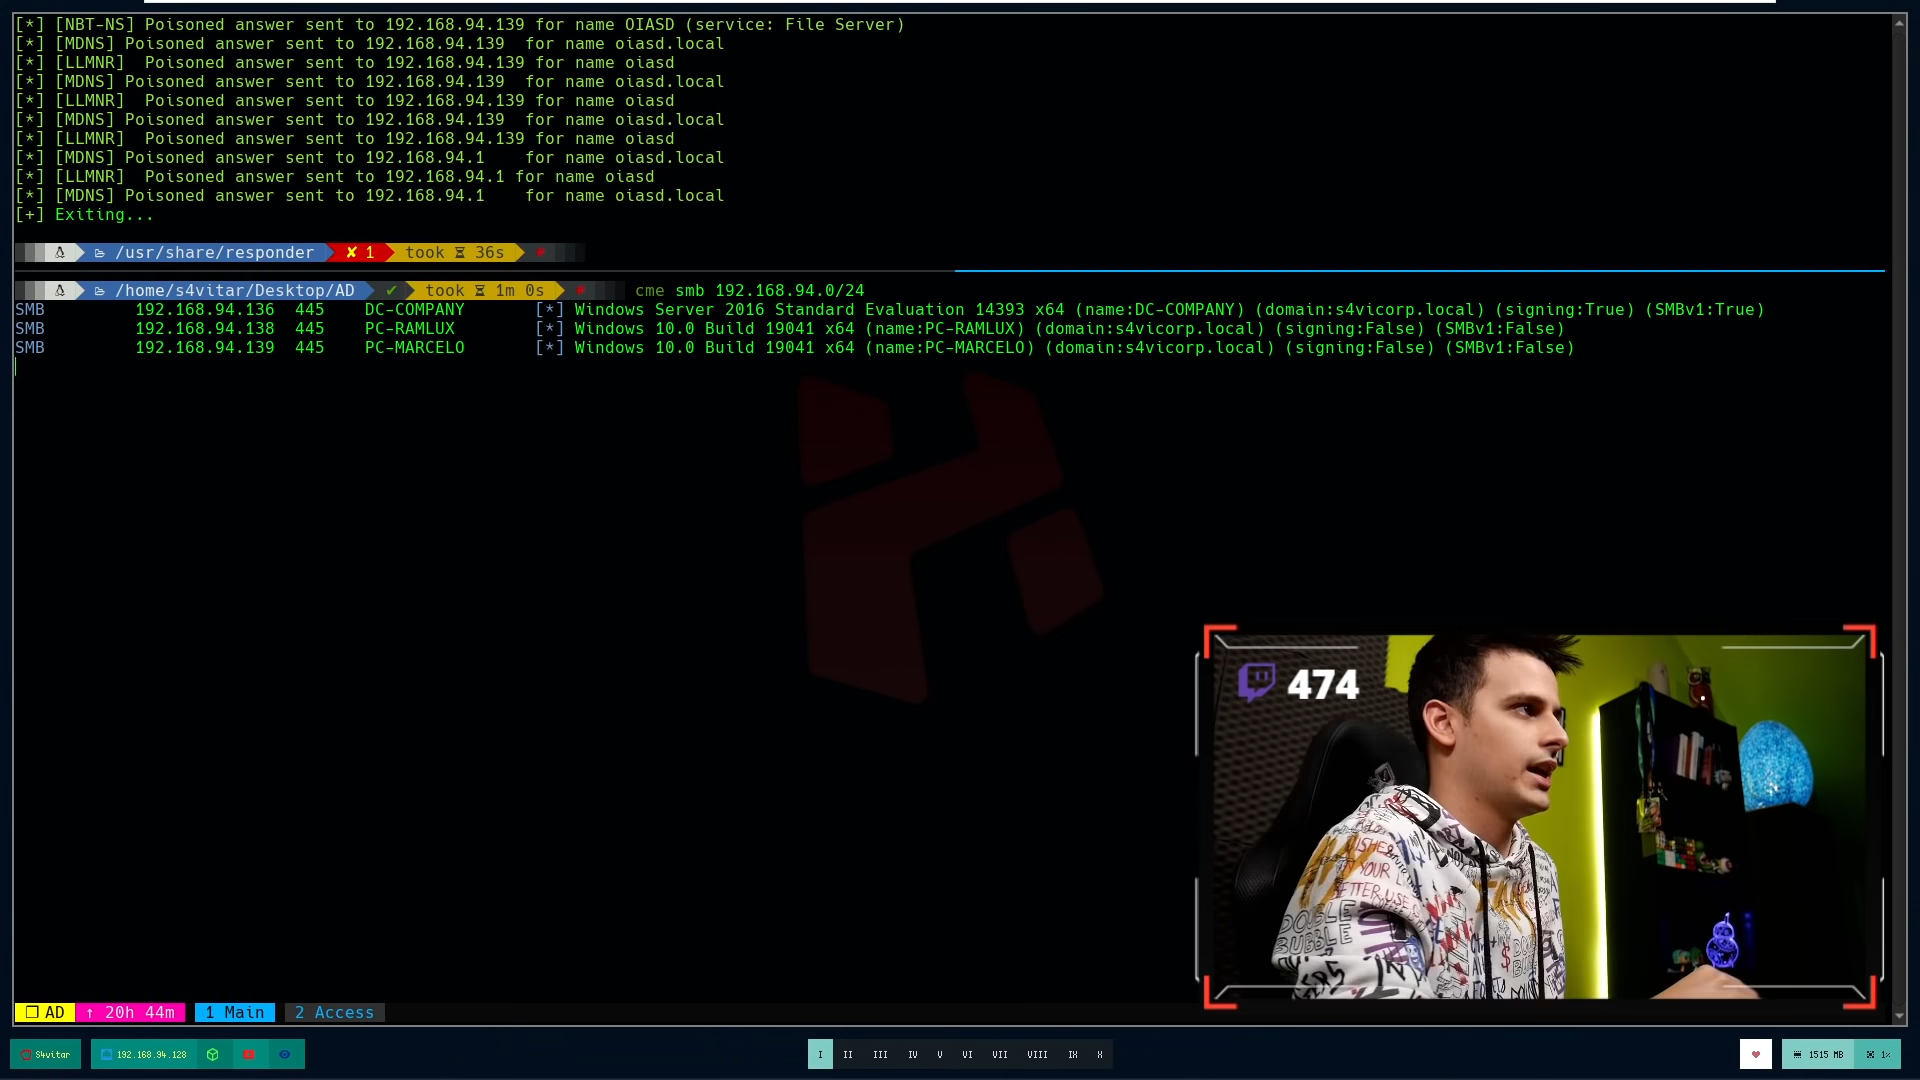 [*] [NBT-NS] Poisoned answer sent to 192.168.94.139 for name OIASD (service: File Server)
[*] [MDNS] Poisoned answer sent to 192.168.94.139  for name oiasd.local
[*] [LLMNR]  Poisoned answer sent to 192.168.94.139 for name oiasd
[*] [MDNS] Poisoned answer sent to 192.168.94.139  for name oiasd.local
[*] [LLMNR]  Poisoned answer sent to 192.168.94.139 for name oiasd
[*] [MDNS] Poisoned answer sent to 192.168.94.139  for name oiasd.local
[*] [LLMNR]  Poisoned answer sent to 192.168.94.139 for name oiasd
[*] [MDNS] Poisoned answer sent to 192.168.94.1    for name oiasd.local
[*] [LLMNR]  Poisoned answer sent to 192.168.94.1 for name oiasd
[*] [MDNS] Poisoned answer sent to 192.168.94.1    for name oiasd.local
[+] Exiting...
/usr/share/responder ✘ 1 took ⧖ 36s #
/home/s4vitar/Desktop/AD ✔ took ⧖ 1m 0s # cme smb 192.168.94.0/24
SMB 192.168.94.136 445 DC-COMPANY [*] Windows Server 2016 Standard Evaluation 14393 x64 (name:DC-COMPANY) (domain:s4vicorp.local) (signing:True) (SMBv1:True)
SMB 192.168.94.138 445 PC-RAMLUX [*] Windows 10.0 Build 19041 x64 (name:PC-RAMLUX) (domain:s4vicorp.local) (signing:False) (SMBv1:False)
SMB 192.168.94.139 445 PC-MARCELO [*] Windows 10.0 Build 19041 x64 (name:PC-MARCELO) (domain:s4vicorp.local) (signing:False) (SMBv1:False)
474
DOUBLE
BUBBLE
AD ↑ 20h 44m 1 Main 2 Access
S4vitar 192.168.94.128 I II III IV V VI VII VIII IX X 1515 MB 1%